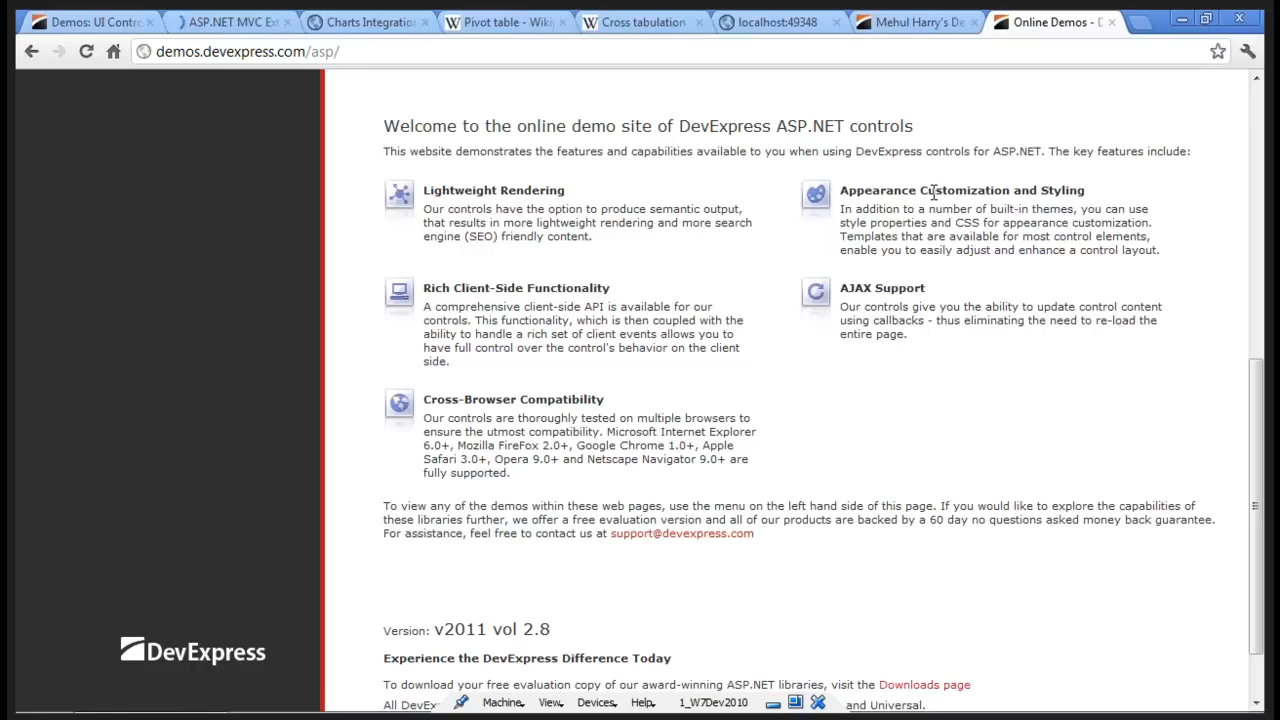 Demos: UI Contro
ASP.NET MVC Ex
Charts Integratio
Pivot table - Wiki
Cross tabulation
localhost:49348
Mehul Harry's De
Online Demos - D
demos.devexpress.com/asp/
Welcome to the online demo site of DevExpress ASP.NET controls
This website demonstrates the features and capabilities available to you when using DevExpress controls for ASP.NET. The key features include:
Lightweight Rendering
Our controls have the option to produce semantic output,
that results in more lightweight rendering and more search
engine (SEO) friendly content.
Appearance Customization and Styling
In addition to a number of built-in themes, you can use
style properties and CSS for appearance customization.
Templates that are available for most control elements,
enable you to easily adjust and enhance a control layout.
Rich Client-Side Functionality
A comprehensive client-side API is available for our
controls. This functionality, which is then coupled with the
ability to handle a rich set of client events allows you to
have full control over the control's behavior on the client
side.
AJAX Support
Our controls give you the ability to update control content
using callbacks - thus eliminating the need to re-load the
entire page.
Cross-Browser Compatibility
Our controls are thoroughly tested on multiple browsers to
ensure the utmost compatibility. Microsoft Internet Explorer
6.0+, Mozilla FireFox 2.0+, Google Chrome 1.0+, Apple
Safari 3.0+, Opera 9.0+ and Netscape Navigator 9.0+ are
fully supported.
To view any of the demos within these web pages, use the menu on the left hand side of this page. If you would like to explore the capabilities of
these libraries further, we offer a free evaluation version and all of our products are backed by a 60 day no questions asked money back guarantee.
For assistance, feel free to contact us at support@devexpress.com
Version: v2011 vol 2.8
DevExpress
Experience the DevExpress Difference Today
To download your free evaluation copy of our award-winning ASP.NET libraries, visit the Downloads page
All DevEx
and Universal.
Machine
View
Devices
Help
1_W7Dev2010